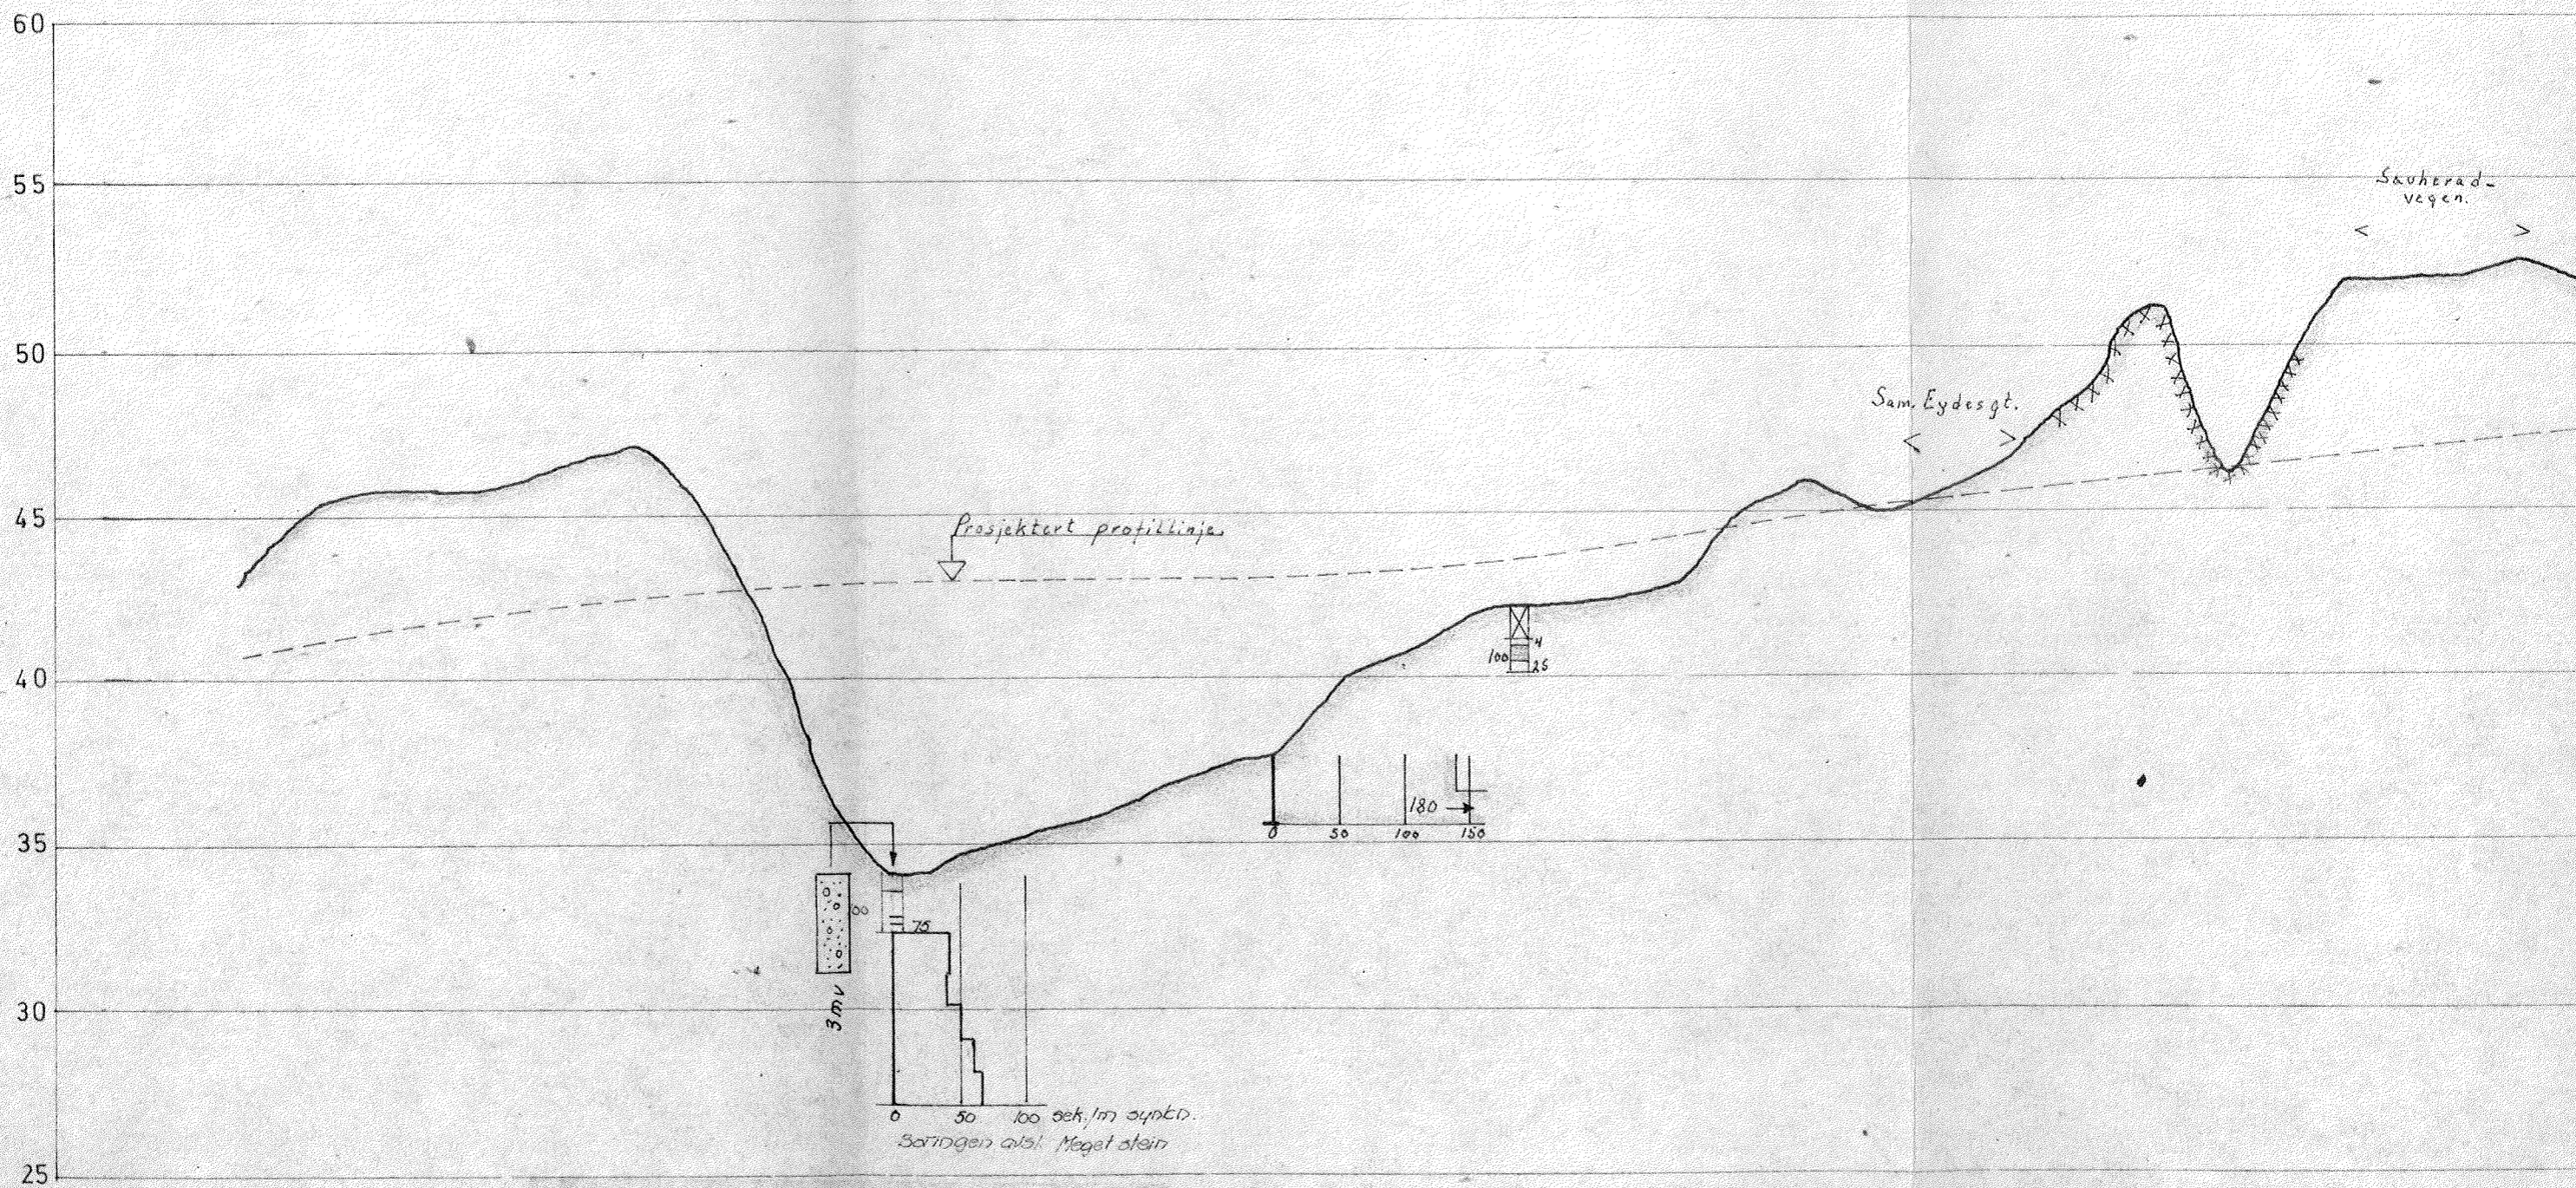 60
55
Sauherad-
vegen.
< >
50
Sam. Eydesgt.
< >
45
Prosjektert profillinje.
4
100
25
40
180
0 50 100 150
35
75
3mv
30
0 50 100 sek./m synkn.
Boringen avsl. Meget stein
25